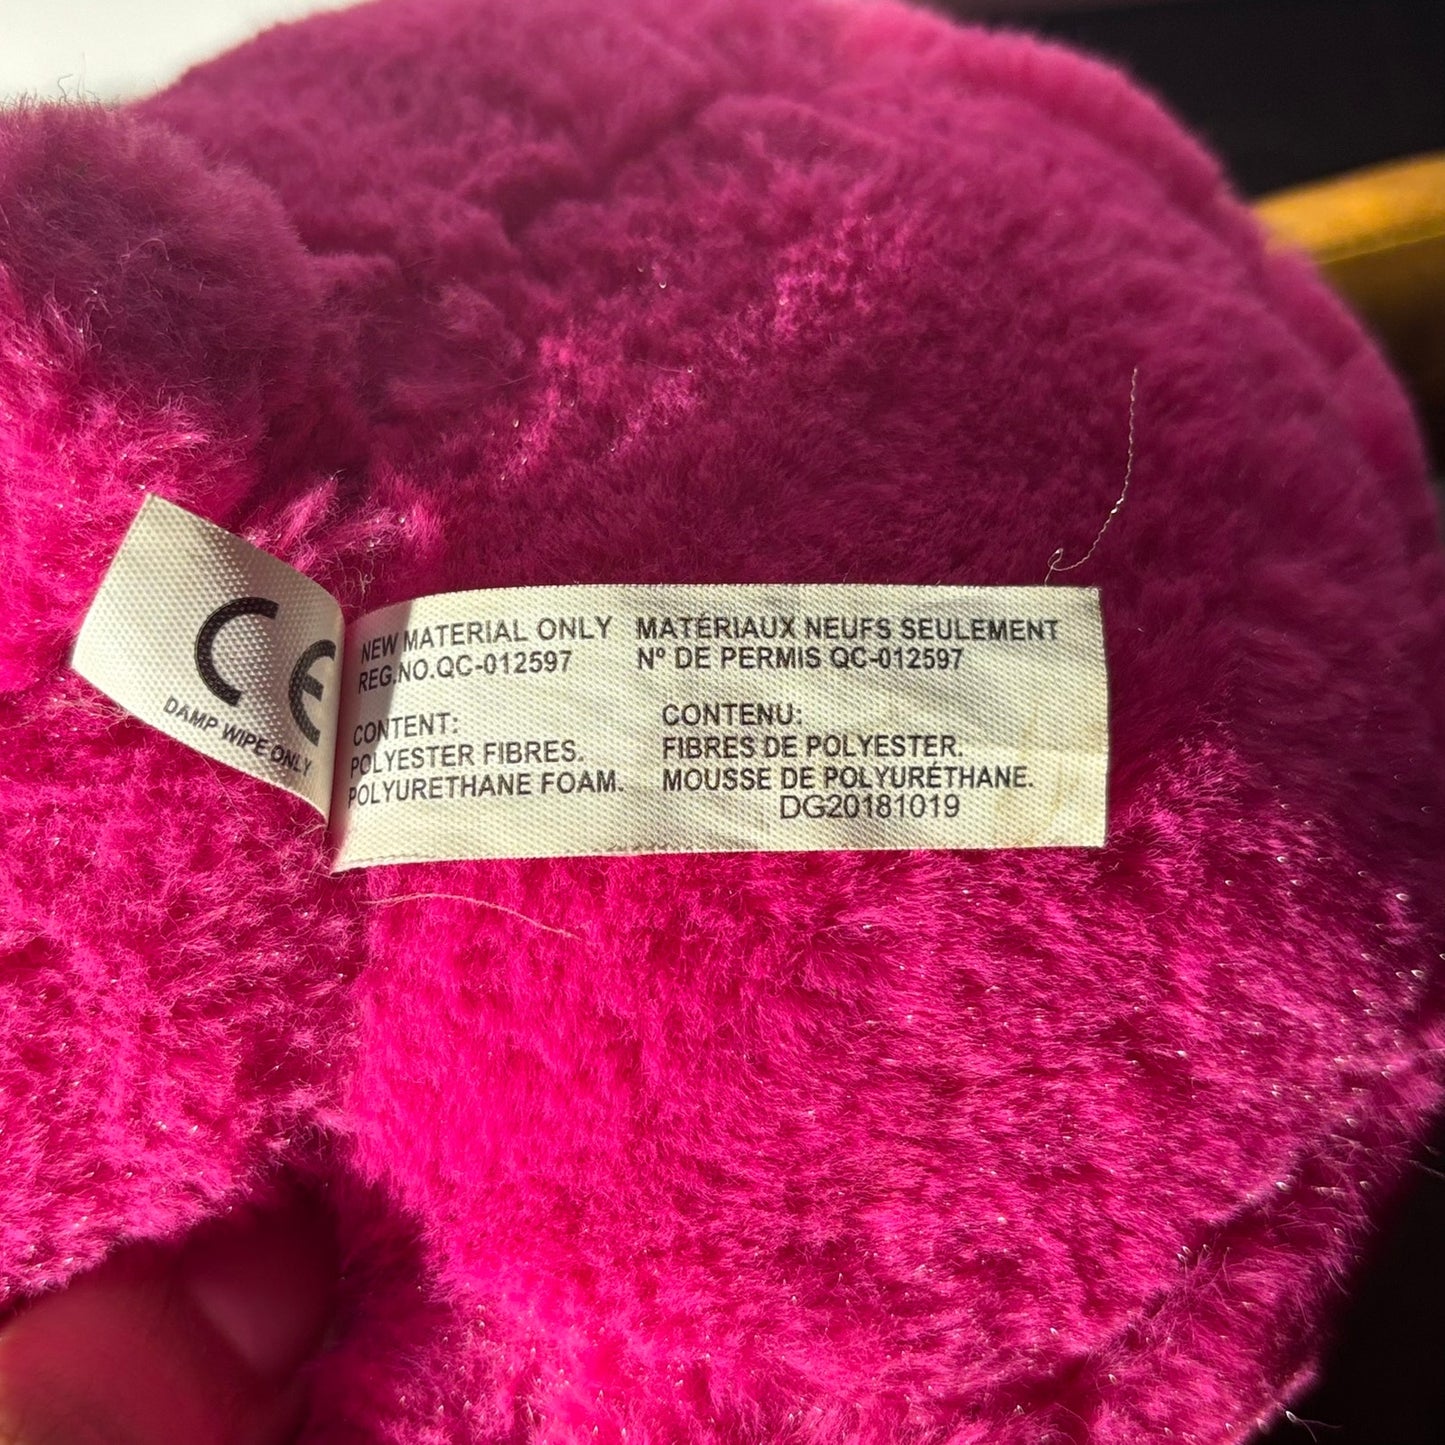 CE
DAMP WIPE ONLY
NEW MATERIAL ONLY
REG.NO.QC-012597
CONTENT:
POLYESTER FIBRES.
POLYURETHANE FOAM.
MATÉRIAUX NEUFS SEULEMENT
Nº DE PERMIS QC-012597
CONTENU:
FIBRES DE POLYESTER.
MOUSSE DE POLYURÉTHANE.
DG20181019